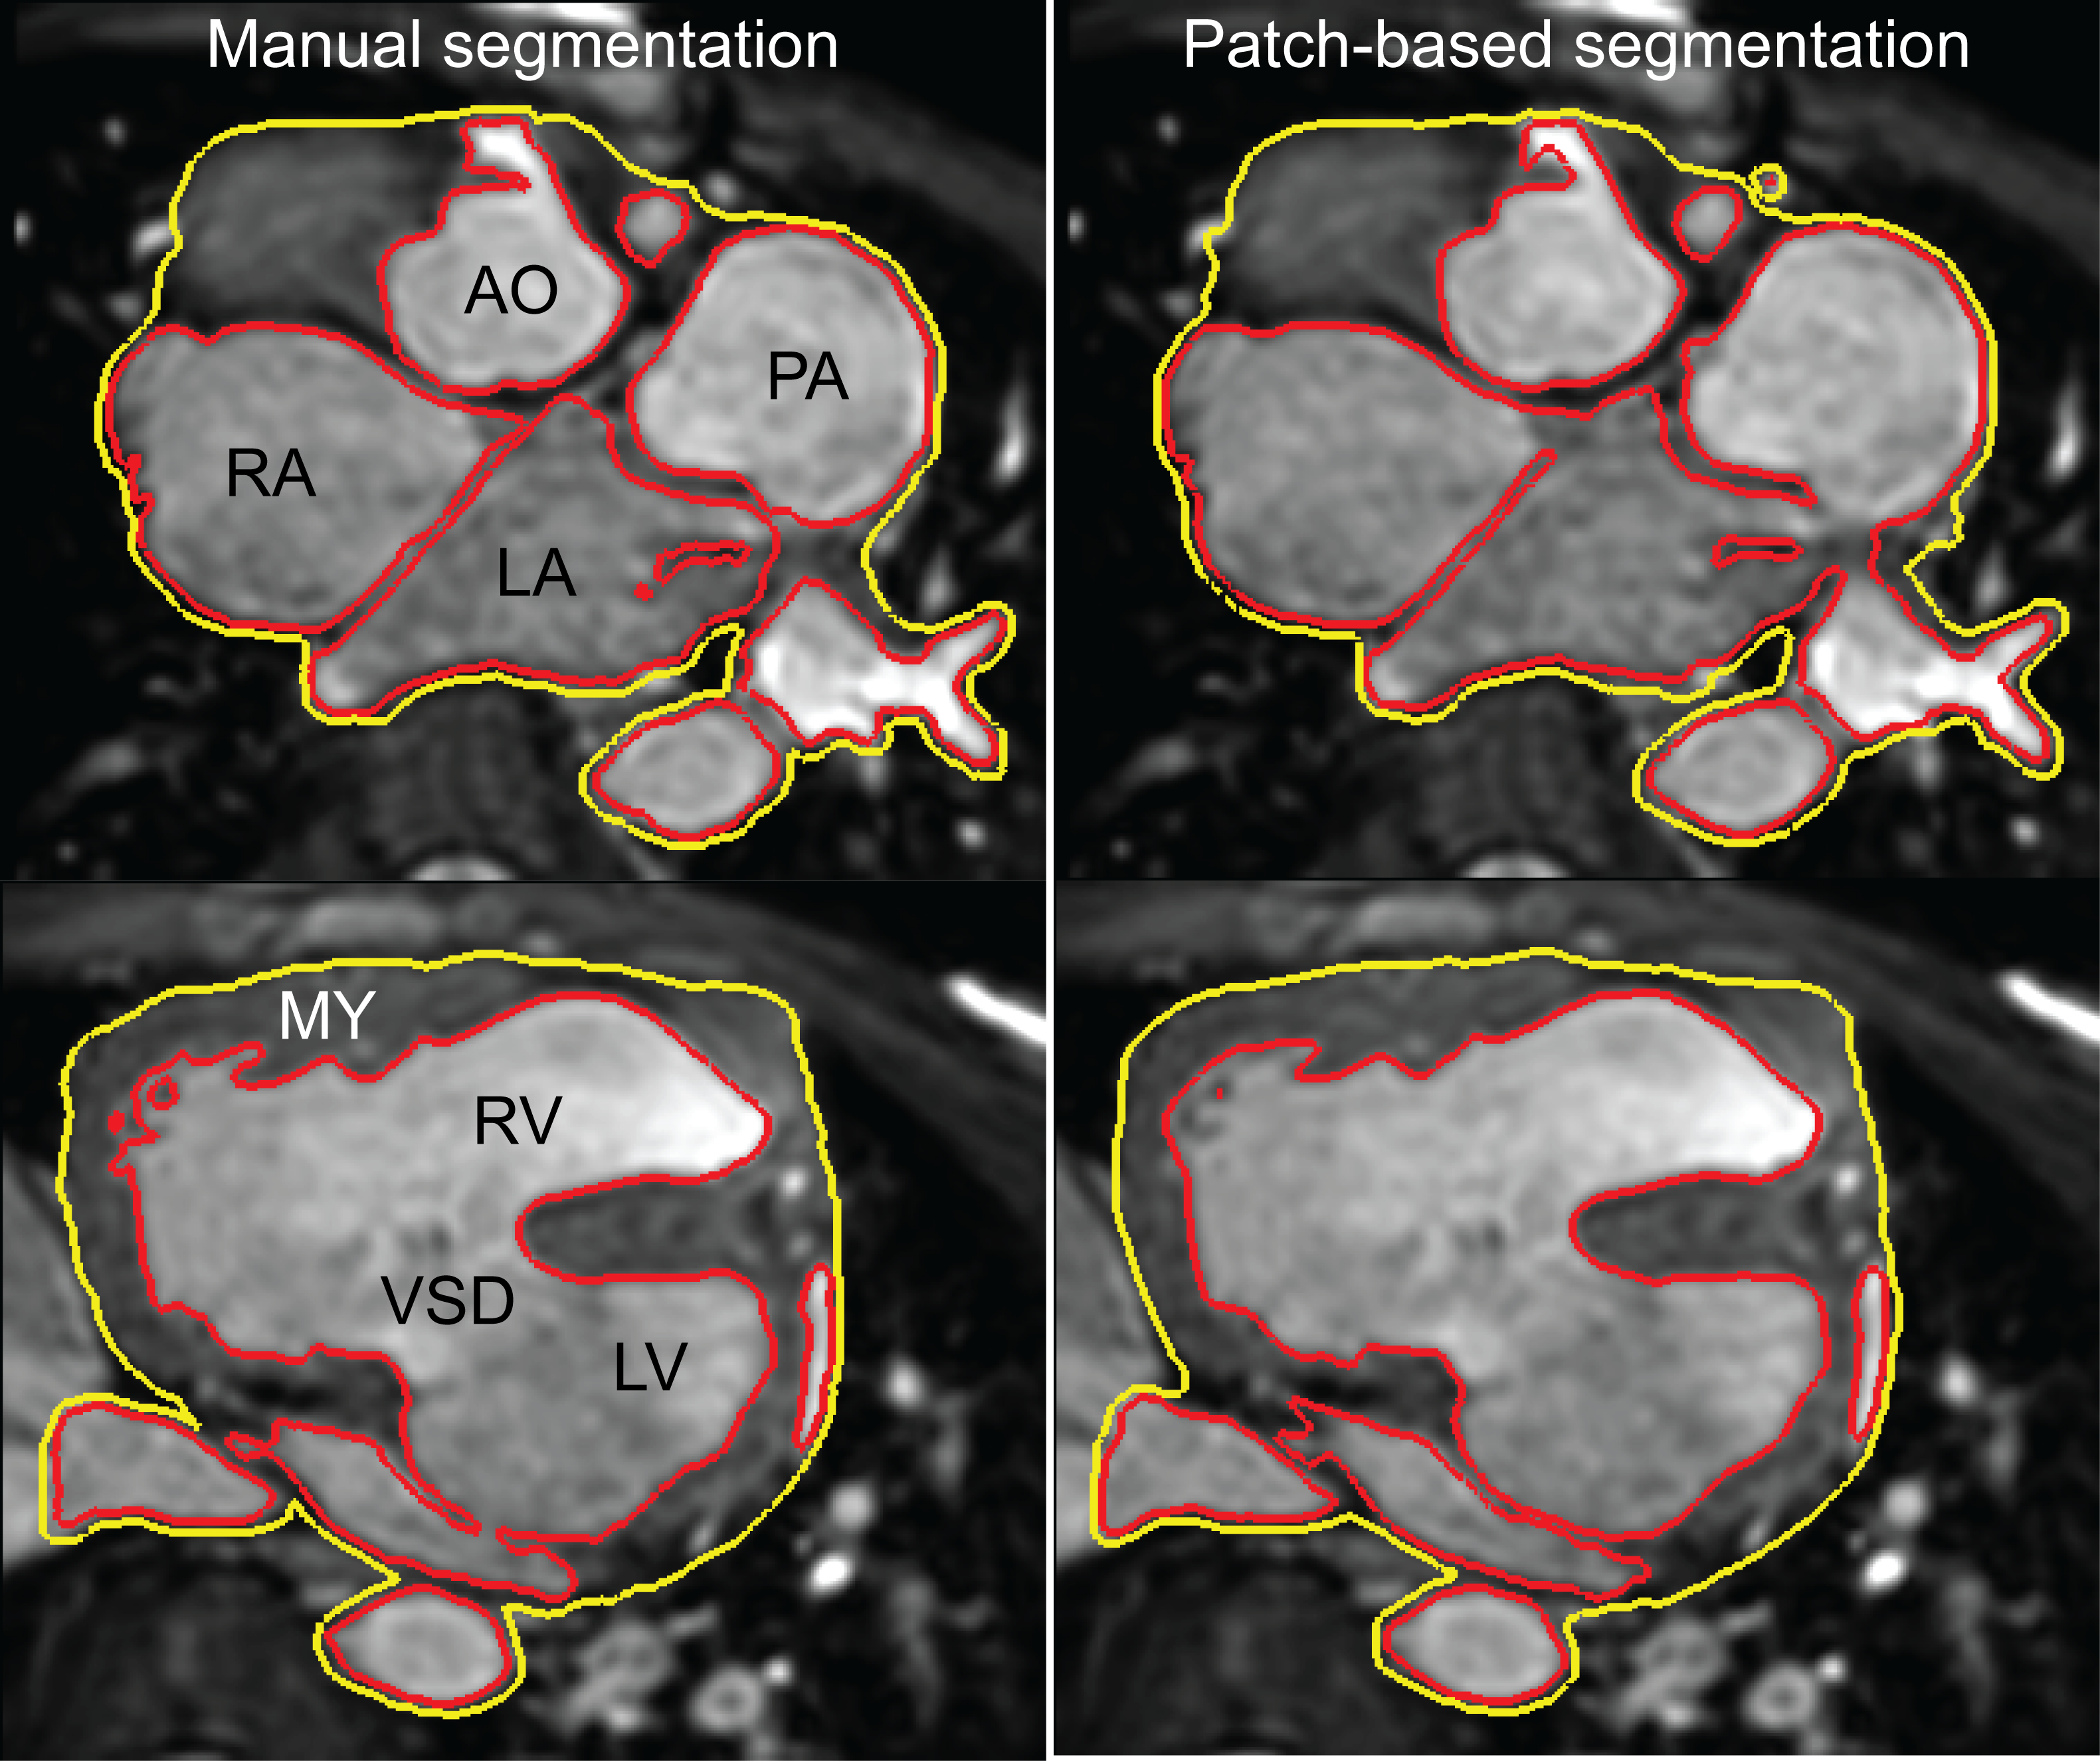 Manual segmentation
Patch-based segmentation
AO
PA
RA
LA
MY
RV
VSD
LV